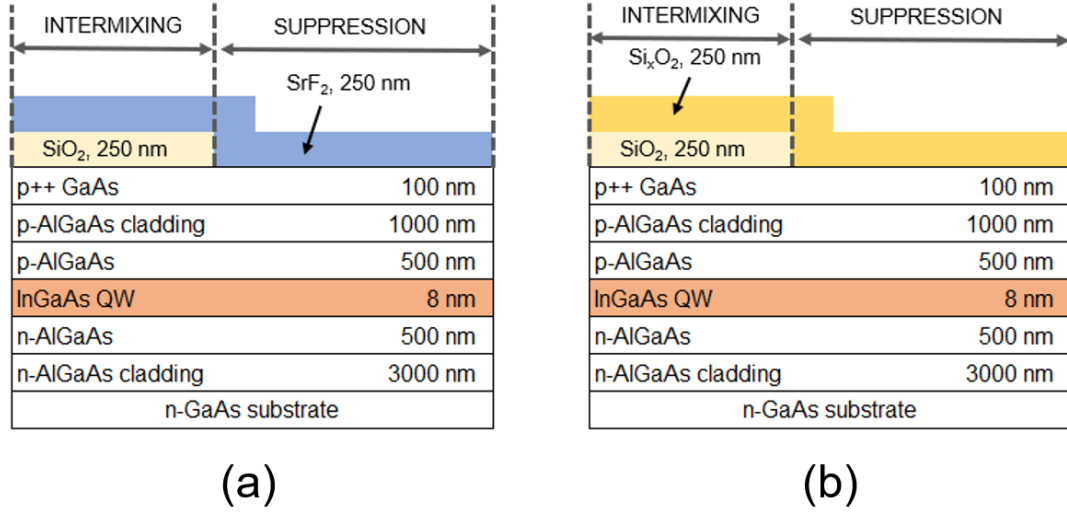 INTERMIXING SUPPRESSION
SrF₂, 250 nm
SiO₂, 250 nm
p++ GaAs 100 nm
p-AlGaAs cladding 1000 nm
p-AlGaAs 500 nm
InGaAs QW 8 nm
n-AlGaAs 500 nm
n-AlGaAs cladding 3000 nm
n-GaAs substrate
(a)
INTERMIXING SUPPRESSION
SiₓO₂, 250 nm
SiO₂, 250 nm
p++ GaAs 100 nm
p-AlGaAs cladding 1000 nm
p-AlGaAs 500 nm
InGaAs QW 8 nm
n-AlGaAs 500 nm
n-AlGaAs cladding 3000 nm
n-GaAs substrate
(b)